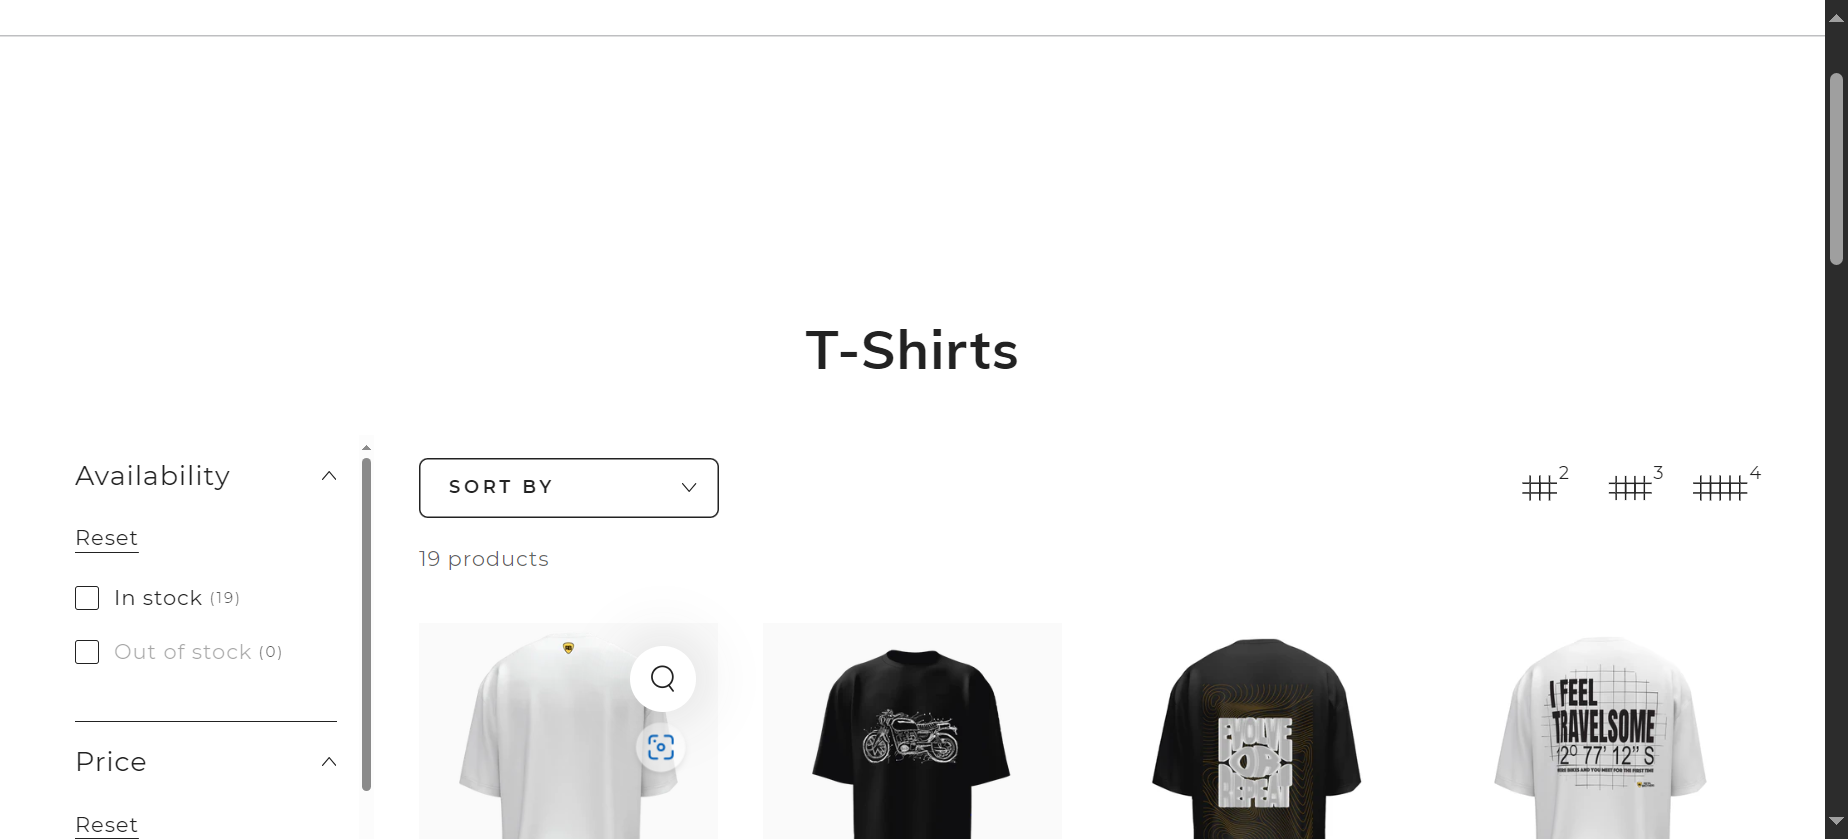 T-Shirts
Availability
Reset
In stock (19)
Out of stock (0)
Price
Reset
SORT BY
2
3
4
19 products
EVOLVE
OR
REPEAT
I FEEL
TRAVELSOME
12º 77’ 12” S